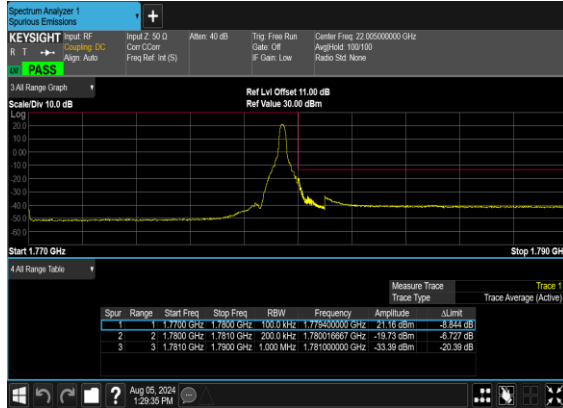 Spectrum Analyzer 1
Spurious Emissions
+
KEYSIGHT Input: RF Input Z: 50 Ω Atten: 40 dB Trig: Free Run Center Freq: 22.005000000 GHz
R T Coupling: DC Corr CCorr Gate: Off Avg|Hold: 100/100
Align: Auto Freq Ref: Int (S) IF Gain: Low Radio Std: None
PASS
3 All Range Graph
Ref Lvl Offset 11.00 dB
Scale/Div 10.0 dB Ref Value 30.00 dBm
Log
20.0
10.0
0.00
-10.0
-20.0
-30.0
-40.0
-50.0
-60.0
Start 1.770 GHz Stop 1.790 GH
4 All Range Table
Measure Trace Trace 1
Trace Type Trace Average (Active)
Spur Range Start Freq Stop Freq RBW Frequency Amplitude ΔLimit
1 1 1.7700 GHz 1.7800 GHz 100.0 kHz 1.779400000 GHz 21.16 dBm -8.844 dB
2 2 1.7800 GHz 1.7810 GHz 200.0 kHz 1.780016667 GHz -19.73 dBm -6.727 dB
3 3 1.7810 GHz 1.7900 GHz 1.000 MHz 1.781000000 GHz -33.39 dBm -20.39 dB
? Aug 05, 2024
1:29:35 PM